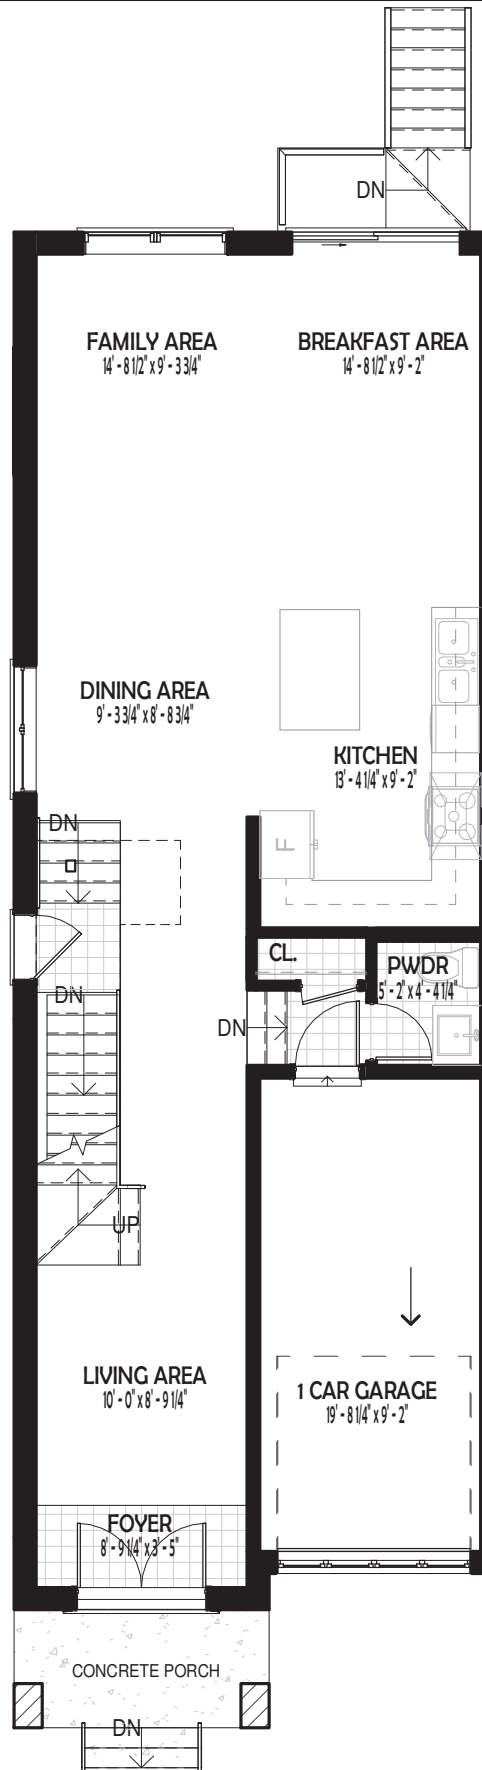 DN
FAMILY AREA
14' - 8 1/2" x 9' - 3 3/4"
BREAKFAST AREA
14' - 8 1/2" x 9' - 2"
DINING AREA
9' - 3 3/4" x 8' - 8 3/4"
KITCHEN
13' - 4 1/4" x 9' - 2"
DN
F
CL.
PWDR
5' - 2" x 4' - 4 1/4"
DN
DN
UP
LIVING AREA
10' - 0" x 8' - 9 1/4"
1 CAR GARAGE
19' - 8 1/4" x 9' - 2"
FOYER
8' - 9 1/4" x 3' - 5"
CONCRETE PORCH
DN